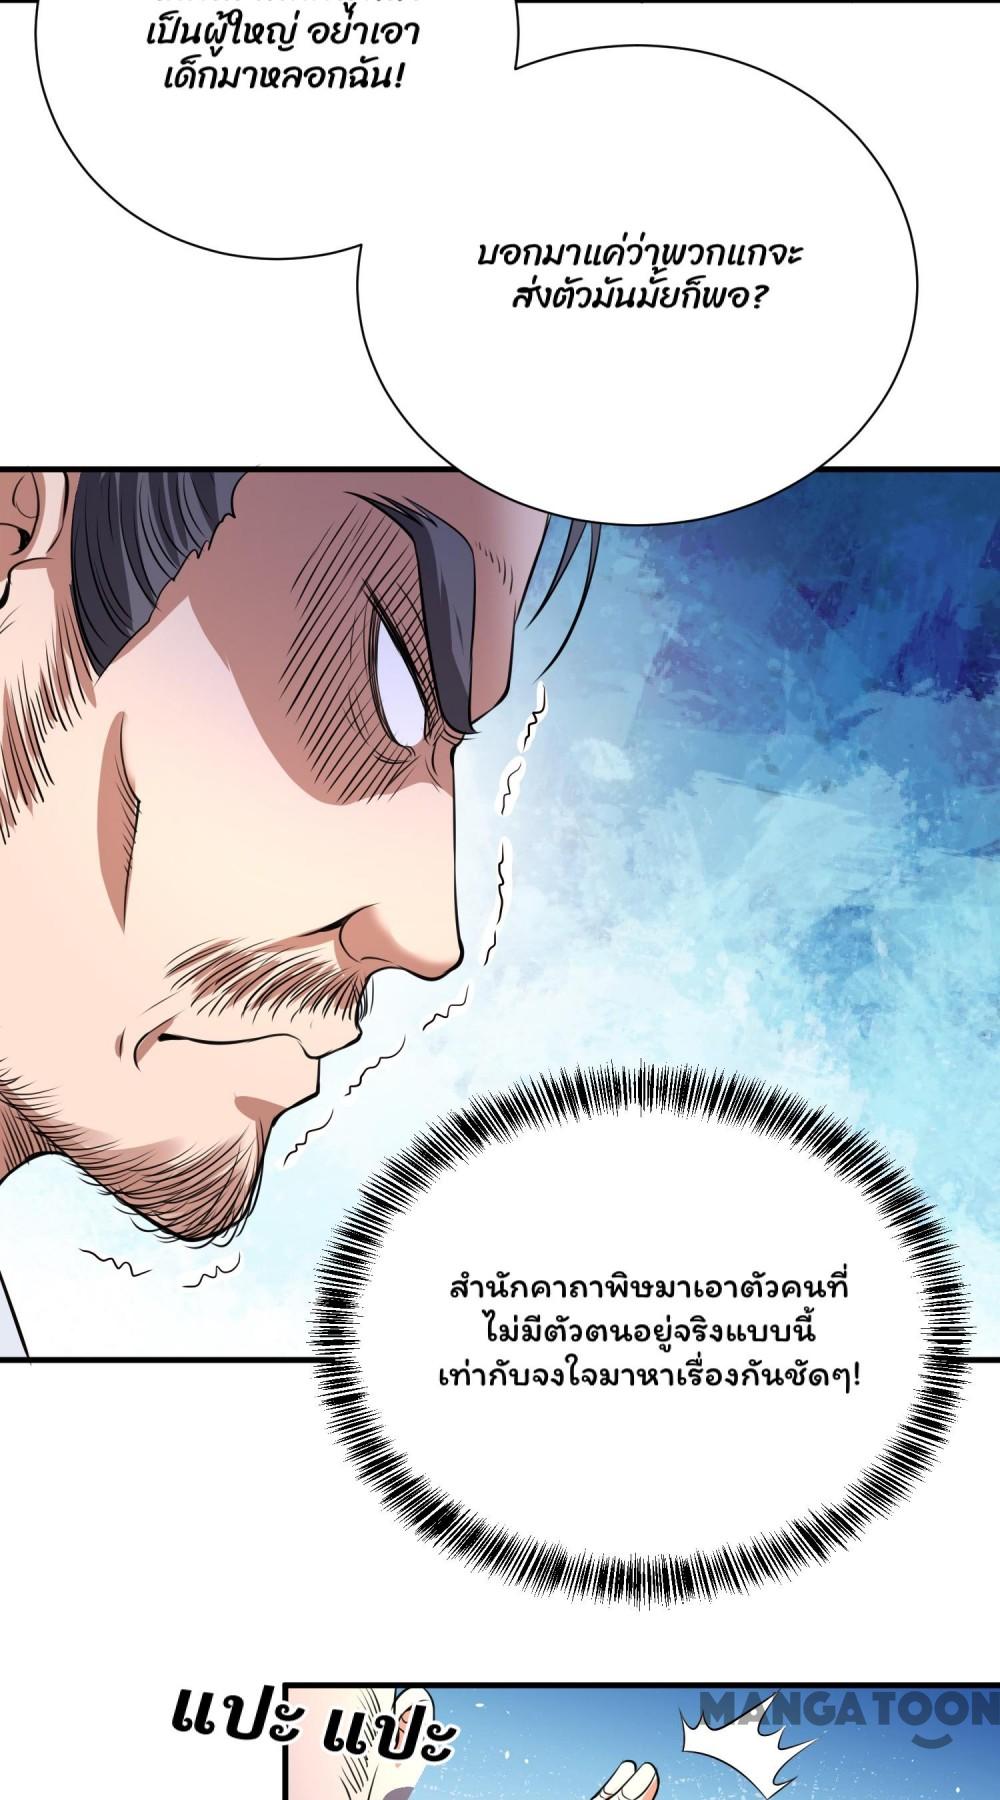 เป็นผู้ใหญ่ อย่าเอา
เด็กมาหลอกฉัน!
บอกมาแค่ว่าพวกแกจะ
ส่งตัวมันมั้ยก็พอ?
สำนักคาถาพิษมาเอาตัวคนที่
ไม่มีตัวตนอยู่จริงแบบนี้
เท่ากับจงใจมาหาเรื่องกันชัดๆ!
แปะ แปะ
MANGATOON